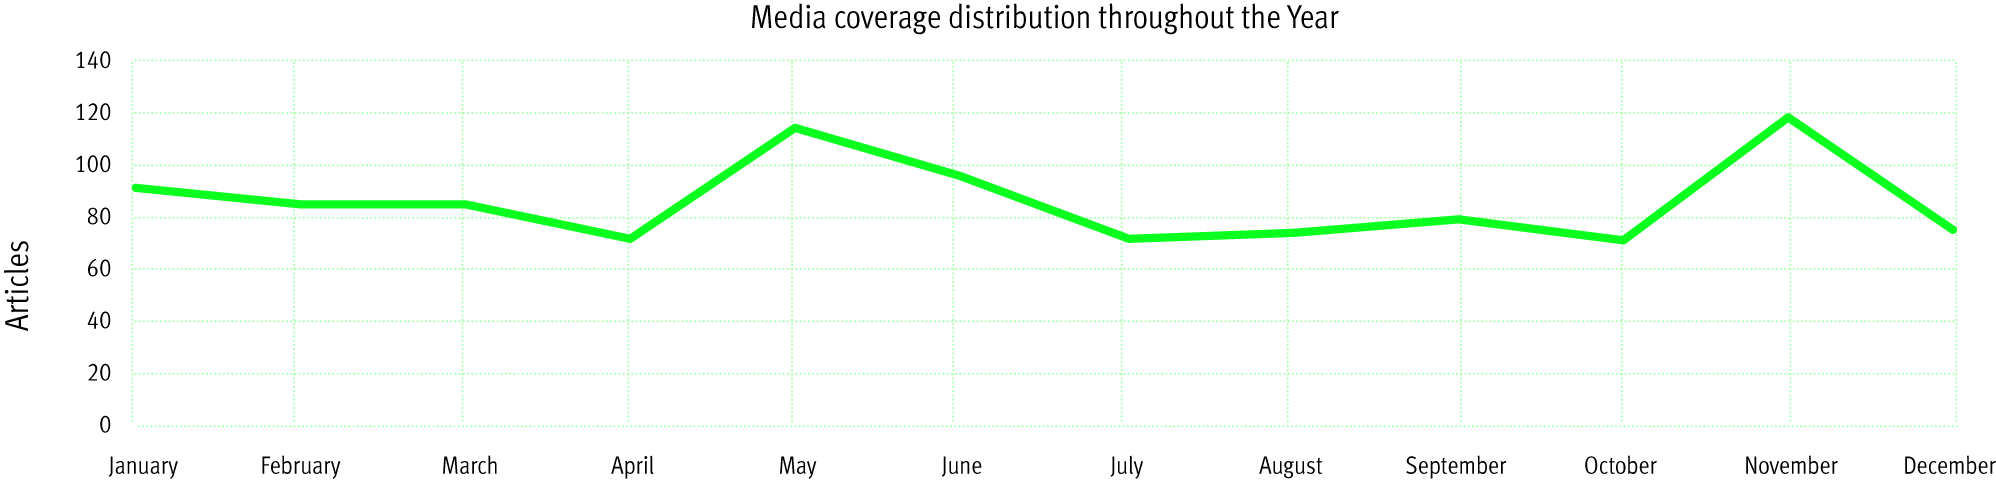 Media coverage distribution throughout the Year
140
120
100
80
60
40
20
0
Articles
January February March April May June July August September October November December